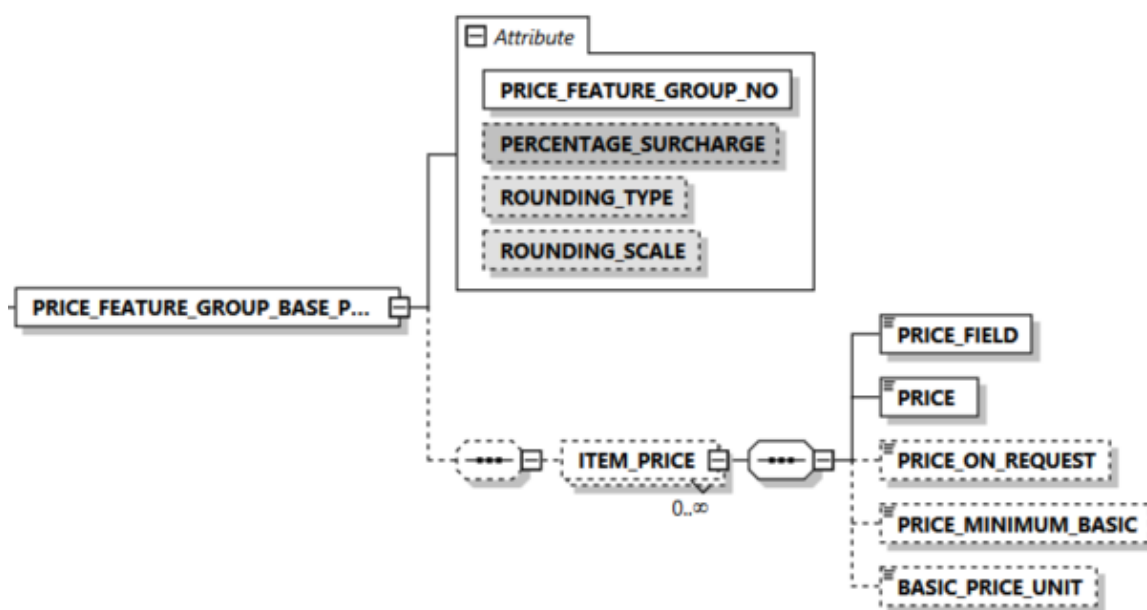 Attribute
PRICE_FEATURE_GROUP_NO
PERCENTAGE_SURCHARGE
ROUNDING_TYPE
ROUNDING_SCALE
PRICE_FEATURE_GROUP_BASE_P...
PRICE_FIELD
PRICE
ITEM_PRICE
0..∞
PRICE_ON_REQUEST
PRICE_MINIMUM_BASIC
BASIC_PRICE_UNIT